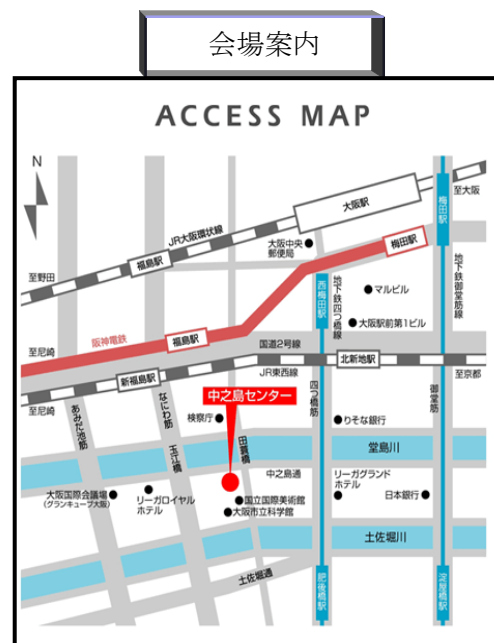 会場案内
ACCESS MAP
N
大阪駅
至大阪
梅田駅
JR大阪環状線
大阪中央
郵便局
梅田駅
福島駅
至野田
西梅田駅
地下鉄四つ橋線
マルビル
地下鉄御堂筋線
大阪駅前第1ビル
阪神電鉄
福島駅
国道2号線
至尼崎
北新地駅
新福島駅
JR東西線
至京都
至尼崎
中之島センター
あみだ池筋
なにわ筋
検察庁
四つ橋筋
りそな銀行
御堂筋
玉江橋
田蓑橋
堂島川
中之島通
大阪国際会議場
(グランキューブ大阪)
リーガロイヤル
ホテル
国立国際美術館
大阪市立科学館
リーガグランド
ホテル
日本銀行
土佐堀川
土佐堀通
肥後橋駅
淀屋橋駅